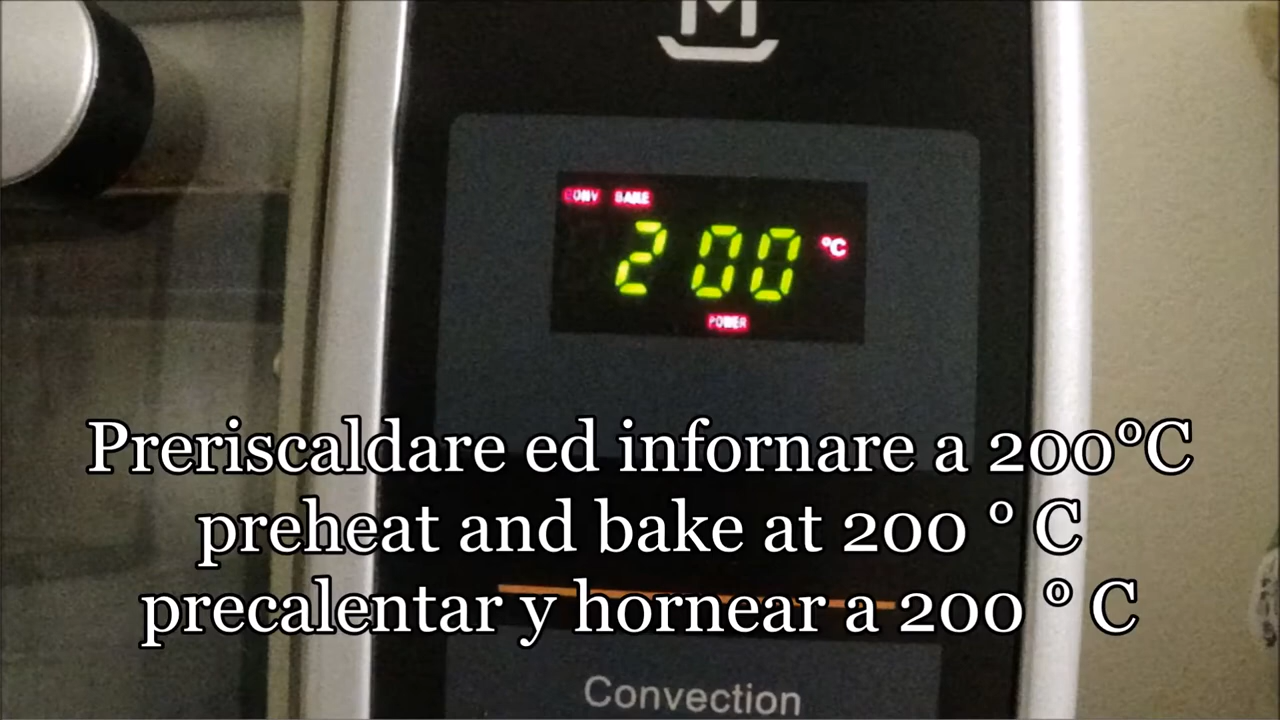 M
CONV BAKE
200 °C
POWER
Preriscaldare ed infornare a 200°C
preheat and bake at 200 ° C
precalentar y hornear a 200 ° C
Convection